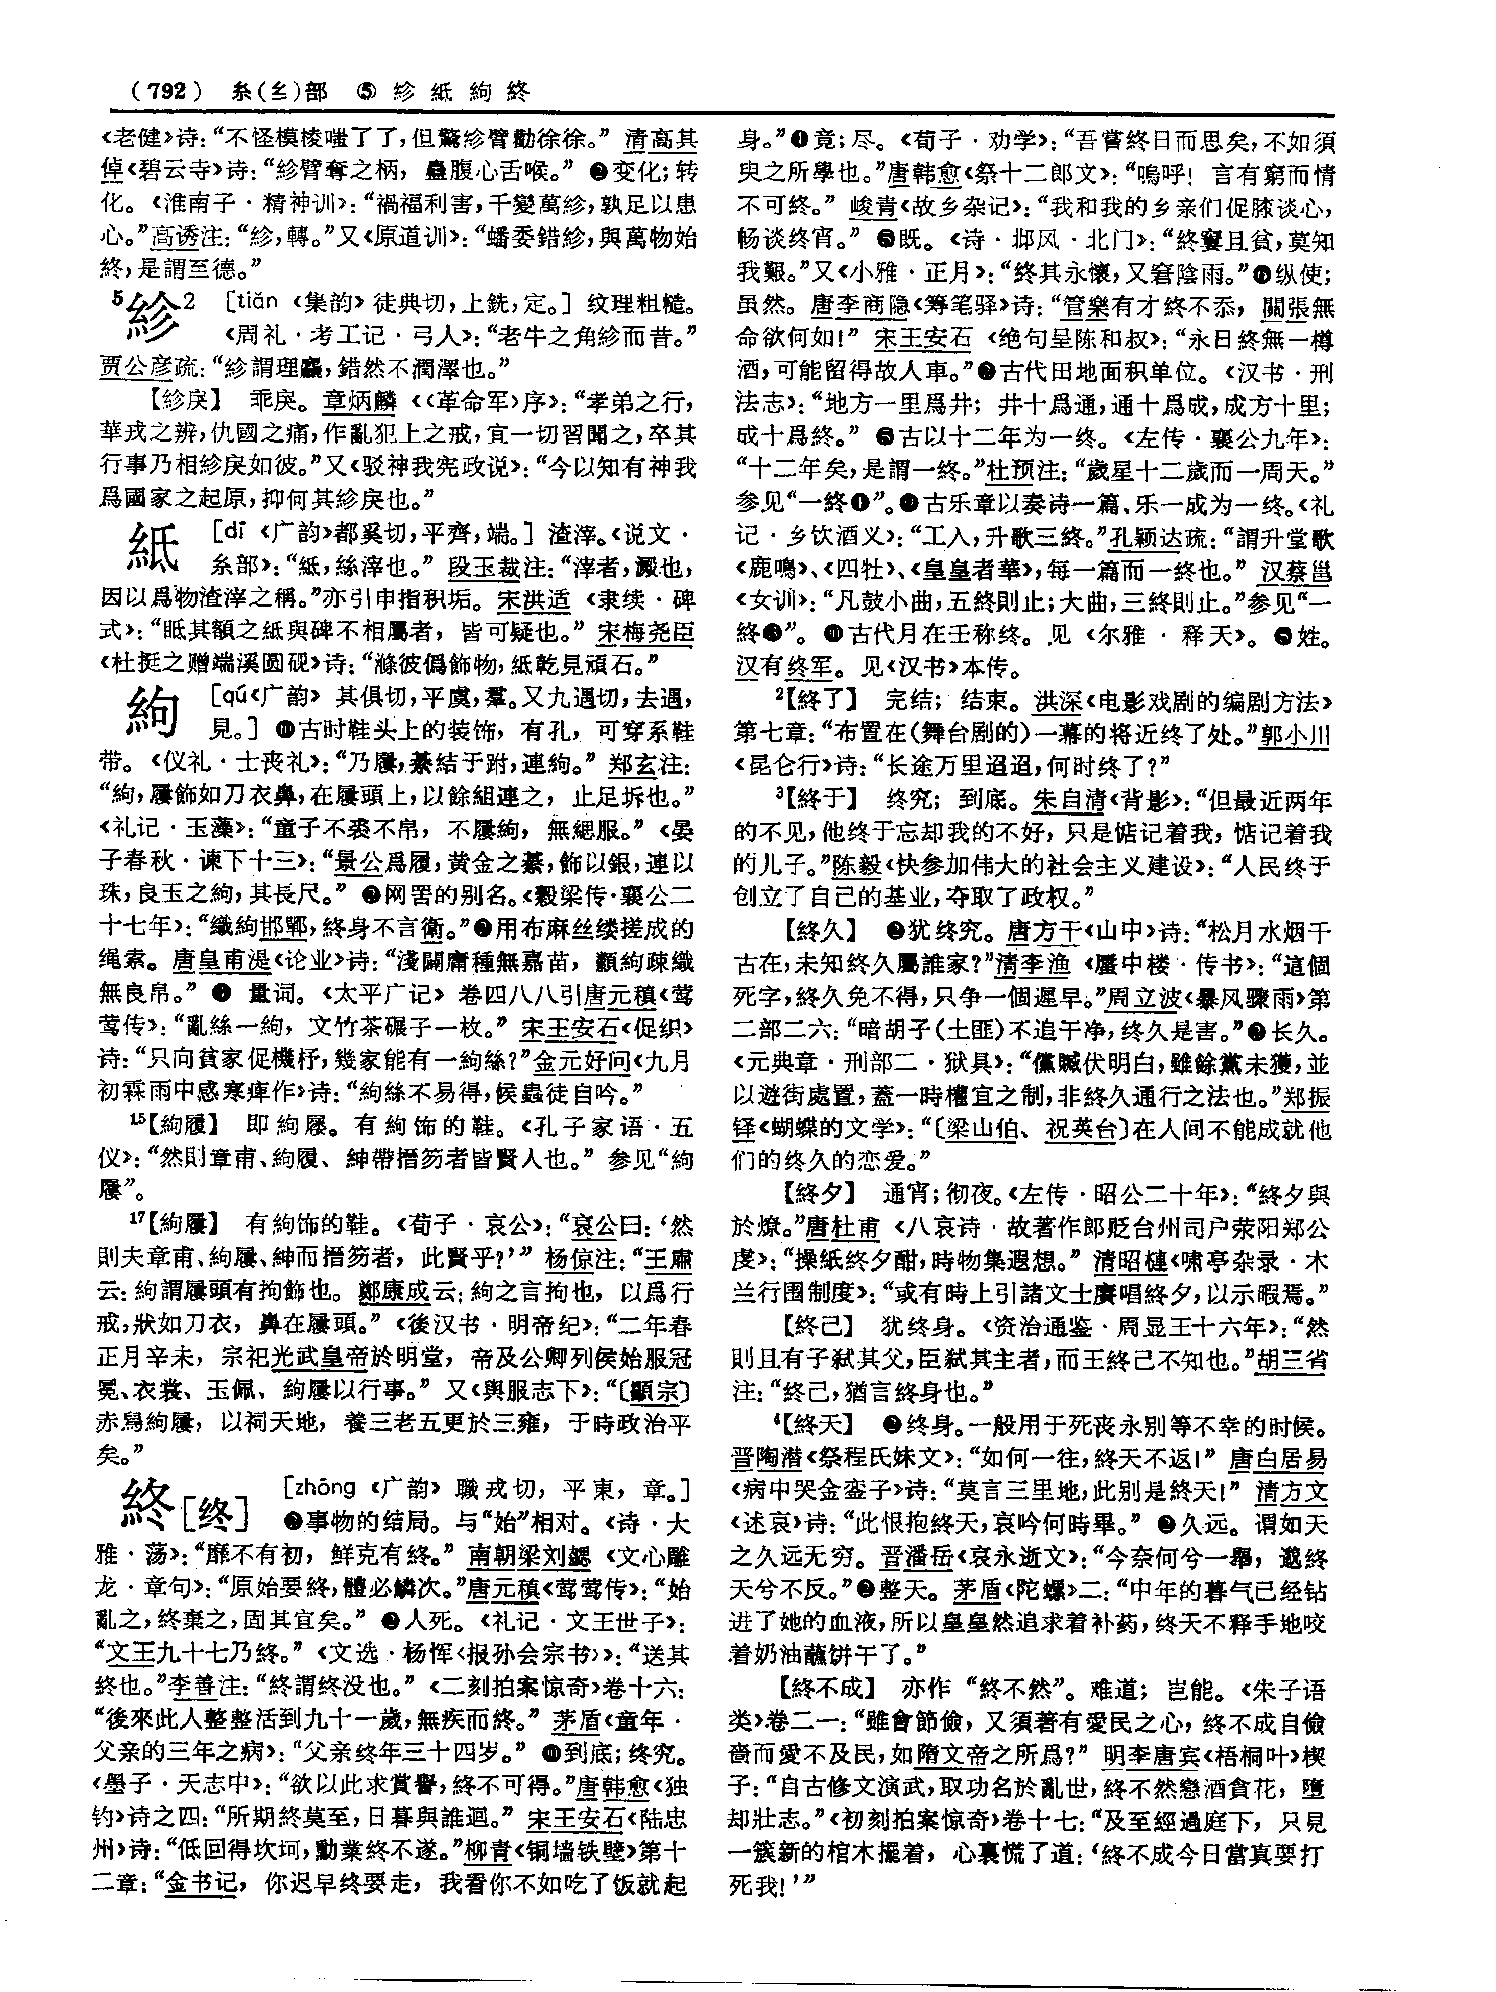 (792) 糸(纟)部 ⑤ 紾 紙 絇 終
《老健》诗：“不怪模棱嗤了了，但驚紾臂勸徐徐。” 清高其
倬《碧云寺》诗：“紾臂奪之柄，蠱腹心舌喉。” ❷变化；转
化。《淮南子·精神训》：“禍福利害，千變萬紾，孰足以患
心。”高诱注：“紾，轉。”又《原道训》：“蟠委錯紾，與萬物始
終，是謂至德。”
5紾2 [tiǎn 《集韵》徒典切，上銑，定。] 纹理粗糙。
《周礼·考工记·弓人》：“老牛之角紾而昔。”
贾公彦疏：“紾謂理麤，錯然不潤澤也。”
【紾戾】 乖戾。章炳麟《〈革命军〉序》：“孝弟之行，
華戎之辨，仇國之痛，作亂犯上之戒，宜一切習聞之，卒其
行事乃相紾戾如彼。”又《驳神我宪政说》：“今以知有神我
爲國家之起原，抑何其紾戾也。”
紙 [dī 《广韵》都奚切，平齊，端。] 渣滓。《说文·
糸部》：“紙，絲滓也。” 段玉裁注：“滓者，澱也，
因以爲物渣滓之稱。”亦引申指积垢。宋洪适《隶续·碑
式》：“眡其額之紙與碑不相屬者，皆可疑也。” 宋梅尧臣
《杜挺之赠端溪圆砚》诗：“滌彼僞飾物，紙乾見頑石。”
絇 [qú《广韵》其俱切，平虞，羣。又九遇切，去遇，
見。] ❶古时鞋头上的装饰，有孔，可穿系鞋
带。《仪礼·士丧礼》：“乃屨，綦結于跗，連絇。” 郑玄注：
“絇，屨飾如刀衣鼻，在屨頭上，以餘組連之，止足坼也。”
《礼记·玉藻》：“童子不裘不帛，不屨絇，無緦服。”《晏
子春秋·谏下十三》：“景公爲履，黄金之綦，飾以銀，連以
珠，良玉之絇，其長尺。” ❷网罟的别名。《穀梁传·襄公二
十七年》：“織絇邯鄲，終身不言衛。”❸用布麻丝缕搓成的
绳索。唐皇甫湜《论业》诗：“淺闢庸種無嘉苗，纇絇疎織
無良帛。” ❹量词。《太平广记》卷四八八引唐元稹《莺
莺传》：“亂絲一絇，文竹茶碾子一枚。” 宋王安石《促织》
诗：“只向貧家促機杼，幾家能有一絇絲？”金元好问《九月
初霖雨中感寒痺作》诗：“絇絲不易得，候蟲徒自吟。”
15【絇履】 即絇屨。有絇饰的鞋。《孔子家语·五
仪》：“然則章甫、絇履、紳帶搢笏者皆賢人也。” 参见“絇
屨”。
17【絇屨】 有絇饰的鞋。《荀子·哀公》：“哀公曰：‘然
則夫章甫、絇屨、紳而搢笏者，此賢乎？’” 杨倞注：“王肅
云：絇謂屨頭有拘飾也。鄭康成云：絇之言拘也，以爲行
戒，狀如刀衣，鼻在屨頭。”《後汉书·明帝纪》：“二年春
正月辛未，宗祀光武皇帝於明堂，帝及公卿列侯始服冠
冕、衣裳、玉佩、絇屨以行事。” 又《舆服志下》：“〔顯宗〕
赤舄絇屨，以祠天地，養三老五更於三雍，于時政治平
矣。”
終[终] [zhōng 《广韵》職戎切，平東，章。]
❶事物的结局。与“始”相对。《诗·大
雅·荡》：“靡不有初，鮮克有終。” 南朝梁刘勰《文心雕
龙·章句》：“原始要終，體必鱗次。”唐元稹《莺莺传》：“始
亂之，終棄之，固其宜矣。” ❷人死。《礼记·文王世子》：
“文王九十七乃終。”《文选·杨恽〈报孙会宗书〉》：“送其
終也。”李善注：“終謂终没也。”《二刻拍案惊奇》卷十六：
“後來此人整整活到九十一歲，無疾而終。” 茅盾《童年·
父亲的三年之病》：“父亲终年三十四岁。” ❸到底；终究。
《墨子·天志中》：“欲以此求賞譽，終不可得。”唐韩愈《独
钓》诗之四：“所期終莫至，日暮與誰迴。” 宋王安石《陆忠
州》诗：“低回得坎坷，勳業终不遂。”柳青《铜墙铁壁》第十
二章：“金书记，你迟早终要走，我看你不如吃了饭就起
身。”❹竟；尽。《荀子·劝学》：“吾嘗終日而思矣，不如須
臾之所學也。”唐韩愈《祭十二郎文》：“嗚呼！言有窮而情
不可終。” 峻青《故乡杂记》：“我和我的乡亲们促膝谈心，
畅谈终宵。” ❺既。《诗·邶风·北门》：“終窶且貧，莫知
我艱。”又《小雅·正月》：“終其永懷，又窘陰雨。”❻纵使；
虽然。唐李商隐《筹笔驿》诗：“管樂有才終不忝，關張無
命欲何如！” 宋王安石《绝句呈陈和叔》：“永日終無一樽
酒，可能留得故人車。”❼古代田地面积单位。《汉书·刑
法志》：“地方一里爲井；井十爲通，通十爲成，成方十里；
成十爲終。” ❽古以十二年为一终。《左传·襄公九年》：
“十二年矣，是謂一終。”杜预注：“歲星十二歲而一周天。”
参见“一终❶”。❾古乐章以奏诗一篇、乐一成为一终。《礼
记·乡饮酒义》：“工入，升歌三終。”孔颖达疏：“謂升堂歌
《鹿鳴》、《四牡》、《皇皇者華》，每一篇而一終也。” 汉蔡邕
《女训》：“凡鼓小曲，五終則止；大曲，三終則止。”参见“一
終❸”。❿古代月在壬称终。见《尔雅·释天》。⓫姓。
汉有终军。见《汉书》本传。
2【終了】 完结；结束。洪深《电影戏剧的编剧方法》
第七章：“布置在(舞台剧的)一幕的将近终了处。”郭小川
《昆仑行》诗：“长途万里迢迢，何时终了？”
3【終于】 终究；到底。朱自清《背影》：“但最近两年
的不见，他终于忘却我的不好，只是惦记着我，惦记着我
的儿子。”陈毅《快参加伟大的社会主义建设》：“人民终于
创立了自己的基业，夺取了政权。”
【終久】 ❶犹终究。唐方干《山中》诗：“松月水烟千
古在，未知終久屬誰家？”清李渔《蜃中楼·传书》：“這個
死字，終久免不得，只争一個遲早。”周立波《暴风骤雨》第
二部二六：“暗胡子(土匪)不追干净，终久是害。”❷长久。
《元典章·刑部二·狱具》：“儻贓伏明白，雖餘黨未獲，並
以遊街處置，蓋一時權宜之制，非終久通行之法也。”郑振
铎《蝴蝶的文学》：“〔梁山伯、祝英台〕在人间不能成就他
们的终久的恋爱。”
【終夕】 通宵；彻夜。《左传·昭公二十年》：“終夕與
於燎。”唐杜甫《八哀诗·故著作郎贬台州司户荥阳郑公
虔》：“操紙終夕酣，時物集遐想。” 清昭梿《啸亭杂录·木
兰行围制度》：“或有時上引諸文士賡唱終夕，以示暇焉。”
【終己】 犹终身。《资治通鉴·周显王十六年》：“然
則且有子弑其父，臣弑其主者，而王終己不知也。”胡三省
注：“終己，猶言終身也。”
4【終天】 ❶终身。一般用于死丧永别等不幸的时候。
晋陶潜《祭程氏妹文》：“如何一往，終天不返！” 唐白居易
《病中哭金銮子》诗：“莫言三里地，此别是終天！” 清方文
《述哀》诗：“此恨抱終天，哀吟何時畢。” ❷久远。谓如天
之久远无穷。晋潘岳《哀永逝文》：“今奈何兮一舉，邈終
天兮不反。”❸整天。茅盾《陀螺》二：“中年的暮气已经钻
进了她的血液，所以皇皇然追求着补药，终天不释手地咬
着奶油蘸饼干了。”
【終不成】 亦作“終不然”。难道；岂能。《朱子语
类》卷二一：“雖會節儉，又須著有愛民之心，終不成自儉
嗇而愛不及民，如隋文帝之所爲？” 明李唐宾《梧桐叶》楔
子：“自古修文演武，取功名於亂世，終不然戀酒貪花，墮
却壯志。”《初刻拍案惊奇》卷十七：“及至經過庭下，只見
一簇新的棺木擺着，心裏慌了道：‘終不成今日當真要打
死我！’”